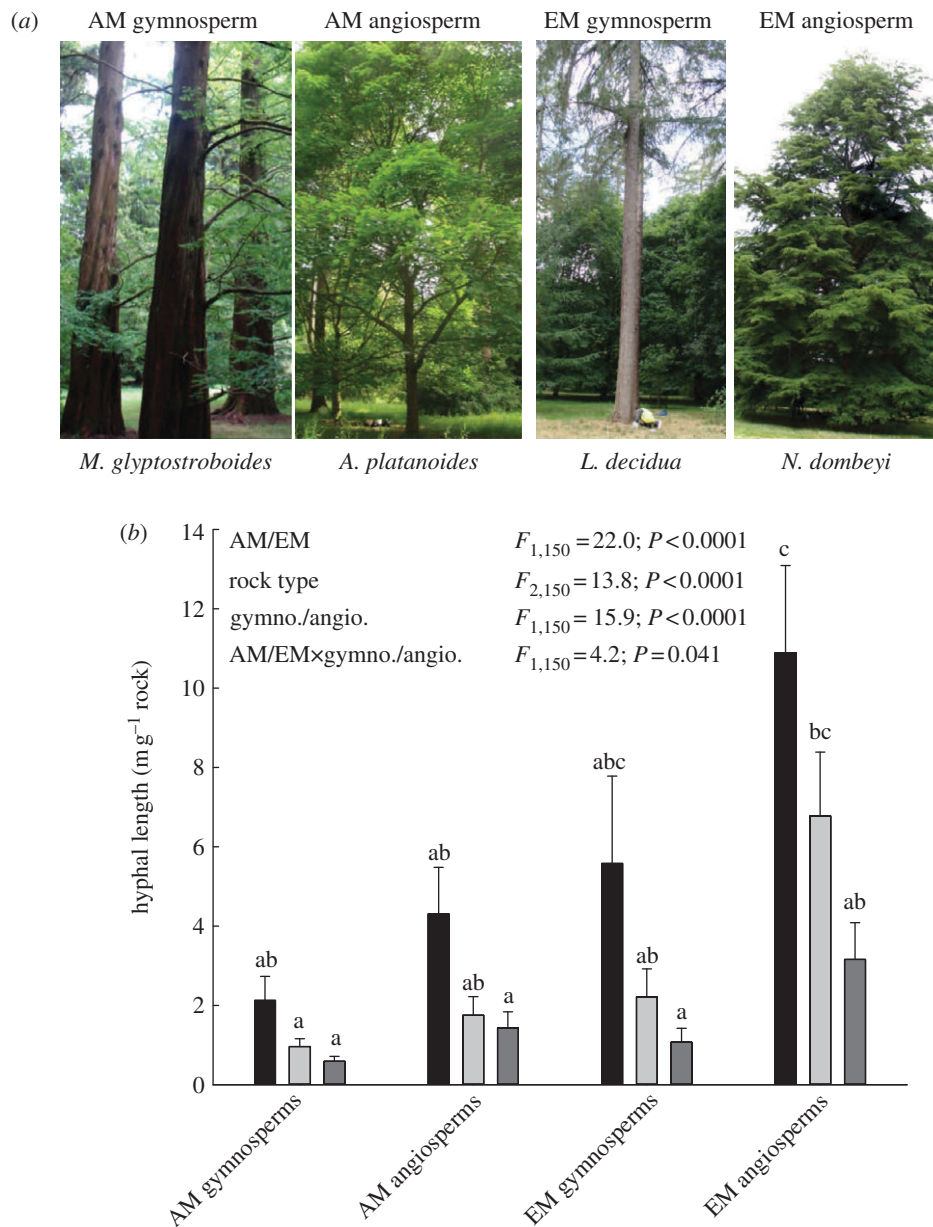 (a) AM gymnosperm AM angiosperm EM gymnosperm EM angiosperm
M. glyptostroboides A. platanoides L. decidua N. dombeyi
(b)
AM/EM F1,150 = 22.0; P < 0.0001
rock type F2,150 = 13.8; P < 0.0001
gymno./angio. F1,150 = 15.9; P < 0.0001
AM/EM×gymno./angio. F1,150 = 4.2; P = 0.041
hyphal length (m g−1 rock)
14
12
10
8
6
4
2
0
ab a a
ab ab a
abc ab a
c bc ab
AM gymnosperms
AM angiosperms
EM gymnosperms
EM angiosperms